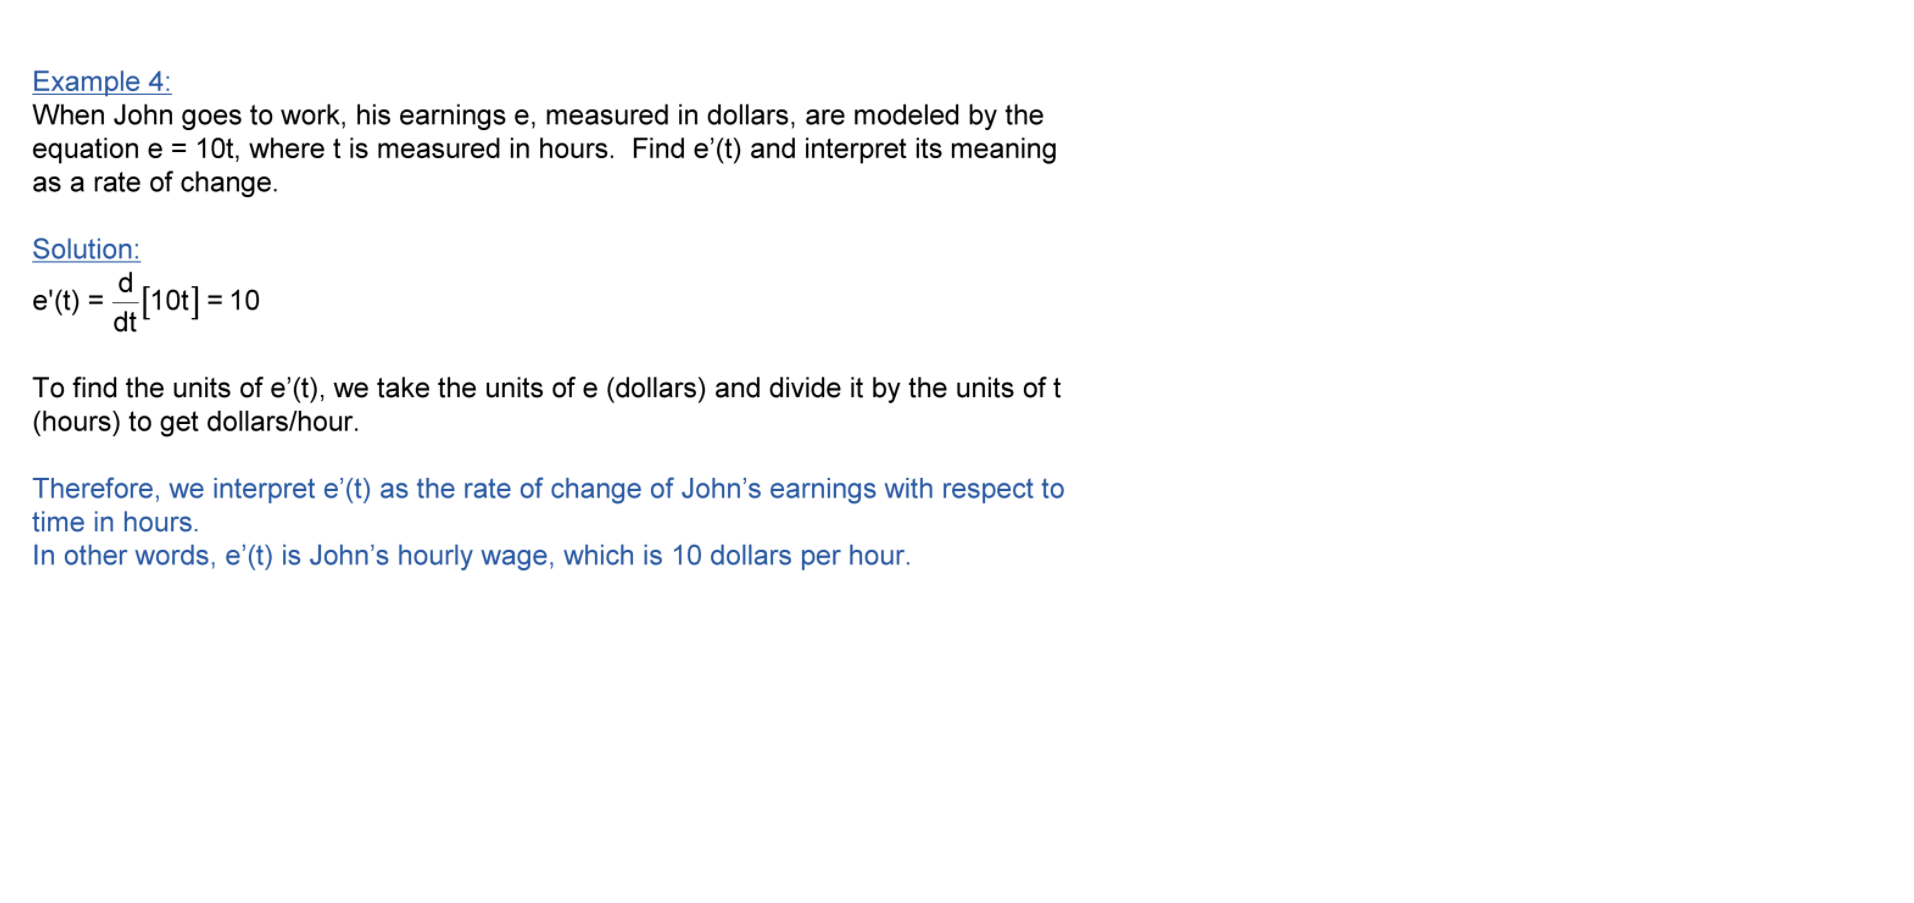 Example 4:
When John goes to work, his earnings e, measured in dollars, are modeled by the
equation e = 10t, where t is measured in hours.  Find e’(t) and interpret its meaning
as a rate of change.
Solution:
e'(t) = d/dt [10t] = 10
To find the units of e’(t), we take the units of e (dollars) and divide it by the units of t
(hours) to get dollars/hour.
Therefore, we interpret e’(t) as the rate of change of John’s earnings with respect to
time in hours.
In other words, e’(t) is John’s hourly wage, which is 10 dollars per hour.